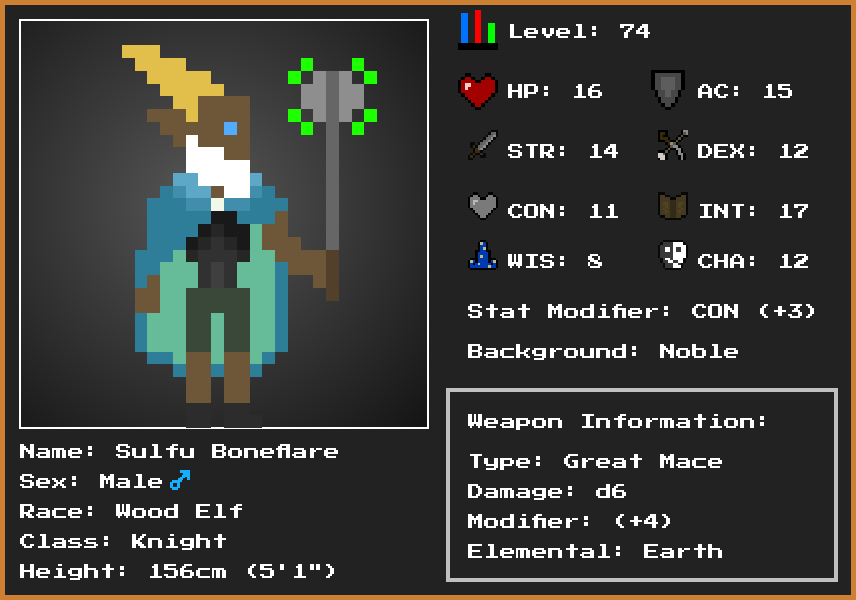 Level: 74
HP: 16 AC: 15
STR: 14 DEX: 12
CON: 11 INT: 17
WIS: 8 CHA: 12
Stat Modifier: CON (+3)
Background: Noble
Weapon Information:
Type: Great Mace
Damage: d6
Modifier: (+4)
Elemental: Earth
Name: Sulfu Boneflare
Sex: Male♂
Race: Wood Elf
Class: Knight
Height: 156cm (5'1")